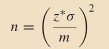 n = (z*σ / m)²